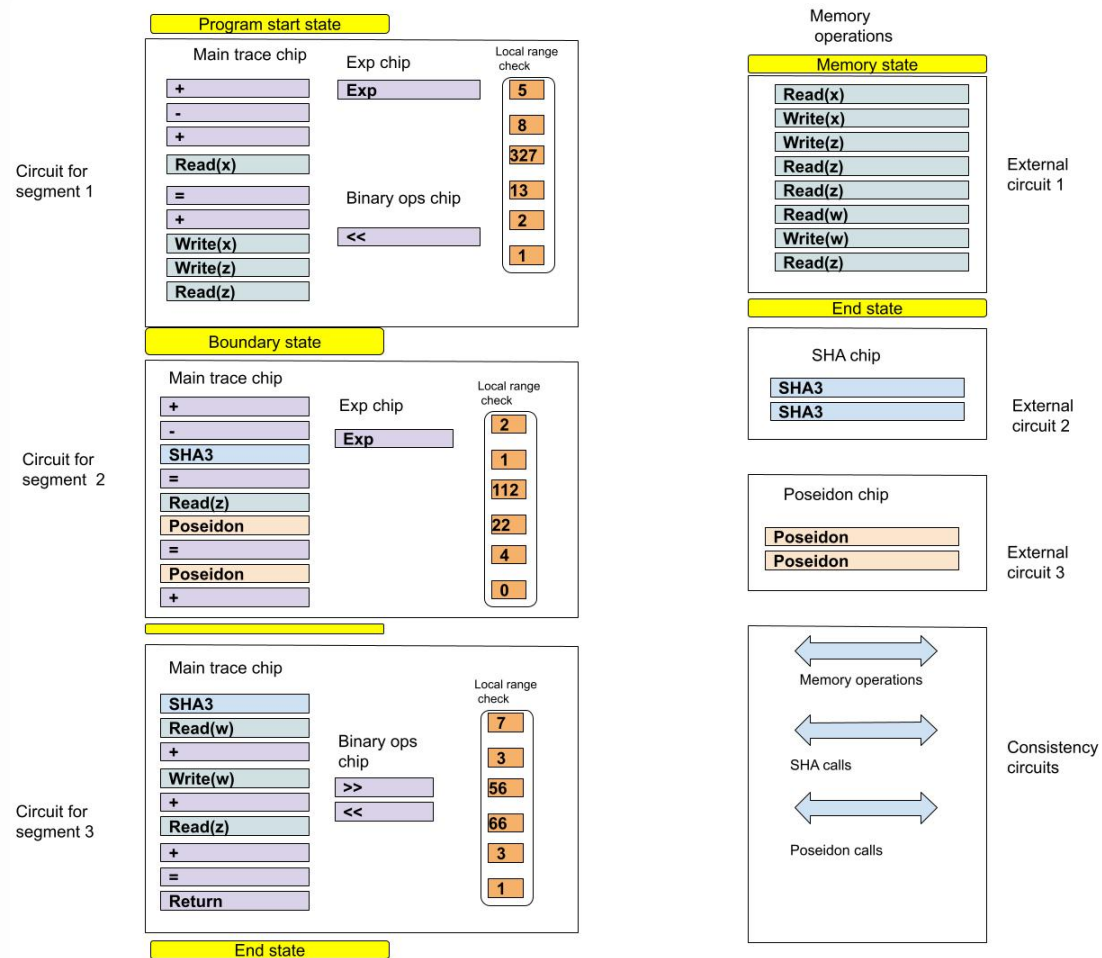 Program start state
Circuit for
segment 1
Main trace chip
+
-
+
Read(x)
=
+
Write(x)
Write(z)
Read(z)
Exp chip
Exp
Binary ops chip
<<
Local range
check
5
8
327
13
2
1
Boundary state
Circuit for
segment 2
Main trace chip
+
-
SHA3
=
Read(z)
Poseidon
=
Poseidon
+
Exp chip
Exp
Local range
check
2
1
112
22
4
0
Circuit for
segment 3
Main trace chip
SHA3
Read(w)
+
Write(w)
+
Read(z)
+
=
Return
Binary ops
chip
>>
<<
Local range
check
7
3
56
66
3
1
End state
Memory
operations
Memory state
Read(x)
Write(x)
Write(z)
Read(z)
Read(z)
Read(w)
Write(w)
Read(z)
External
circuit 1
End state
SHA chip
SHA3
SHA3
External
circuit 2
Poseidon chip
Poseidon
Poseidon
External
circuit 3
Memory operations
SHA calls
Poseidon calls
Consistency
circuits